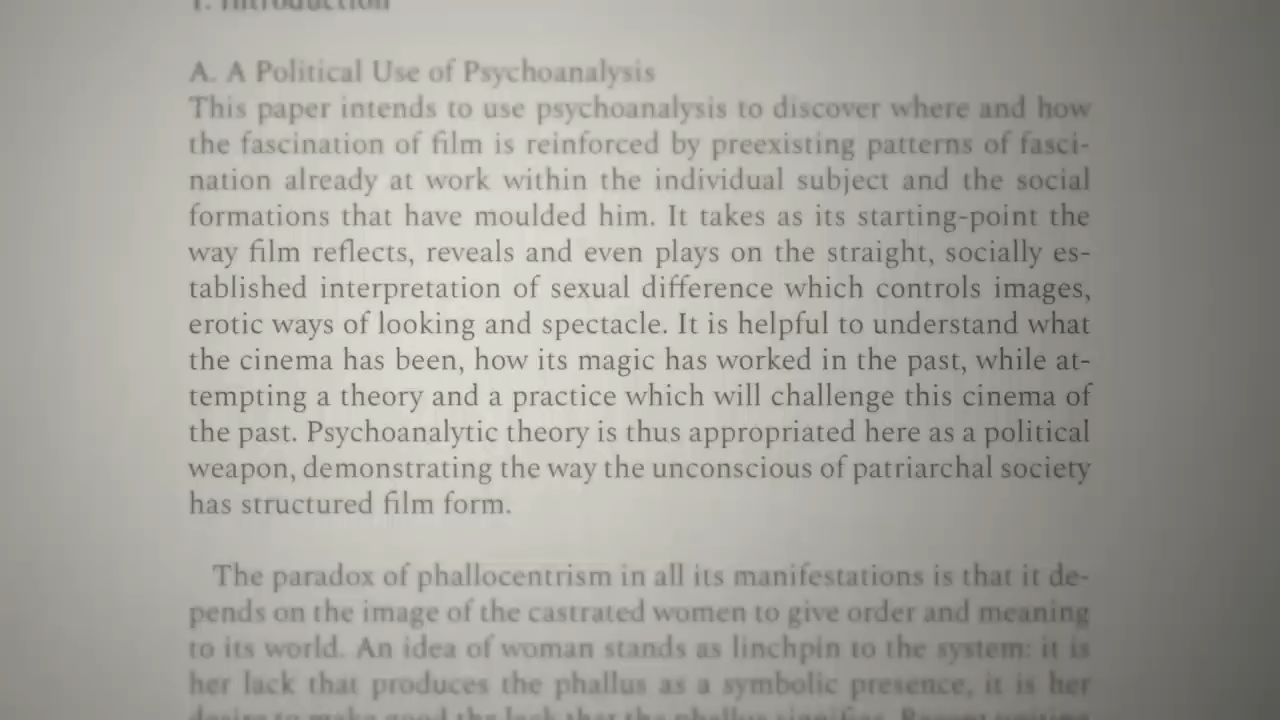 1. Introduction
A. A Political Use of Psychoanalysis
This paper intends to use psychoanalysis to discover where and how
the fascination of film is reinforced by preexisting patterns of fasci-
nation already at work within the individual subject and the social
formations that have moulded him. It takes as its starting-point the
way film reflects, reveals and even plays on the straight, socially es-
tablished interpretation of sexual difference which controls images,
erotic ways of looking and spectacle. It is helpful to understand what
the cinema has been, how its magic has worked in the past, while at-
tempting a theory and a practice which will challenge this cinema of
the past. Psychoanalytic theory is thus appropriated here as a political
weapon, demonstrating the way the unconscious of patriarchal society
has structured film form.
The paradox of phallocentrism in all its manifestations is that it de-
pends on the image of the castrated women to give order and meaning
to its world. An idea of woman stands as linchpin to the system: it is
her lack that produces the phallus as a symbolic presence, it is her